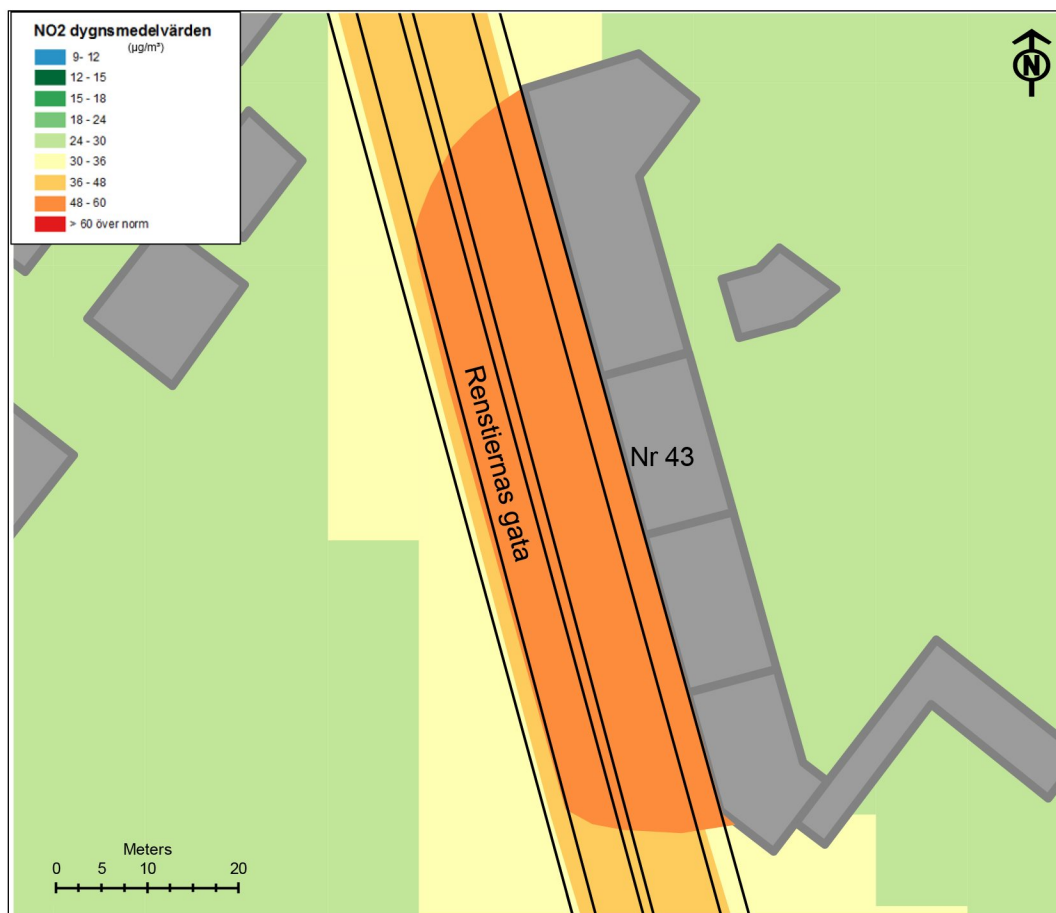 NO2 dygnsmedelvärden
(µg/m³)
9- 12
12 - 15
15 - 18
18 - 24
24 - 30
30 - 36
36 - 48
48 - 60
> 60 över norm
N
Renstiernas gata
Nr 43
Meters
0 5 10 20